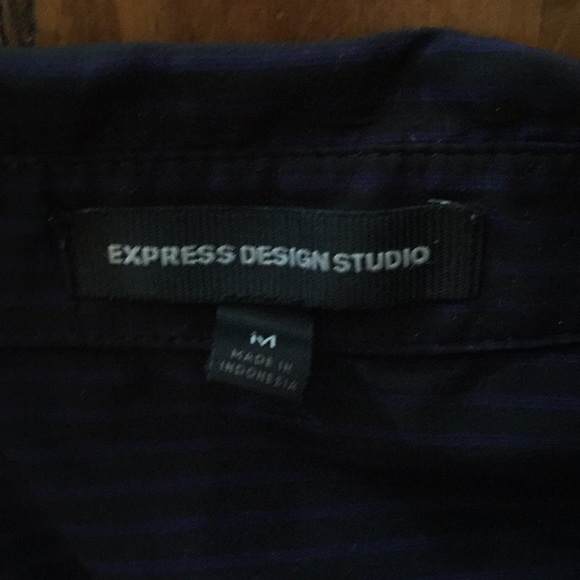 EXPRESS DESIGN STUDIO
M
MADE IN
INDONESIA